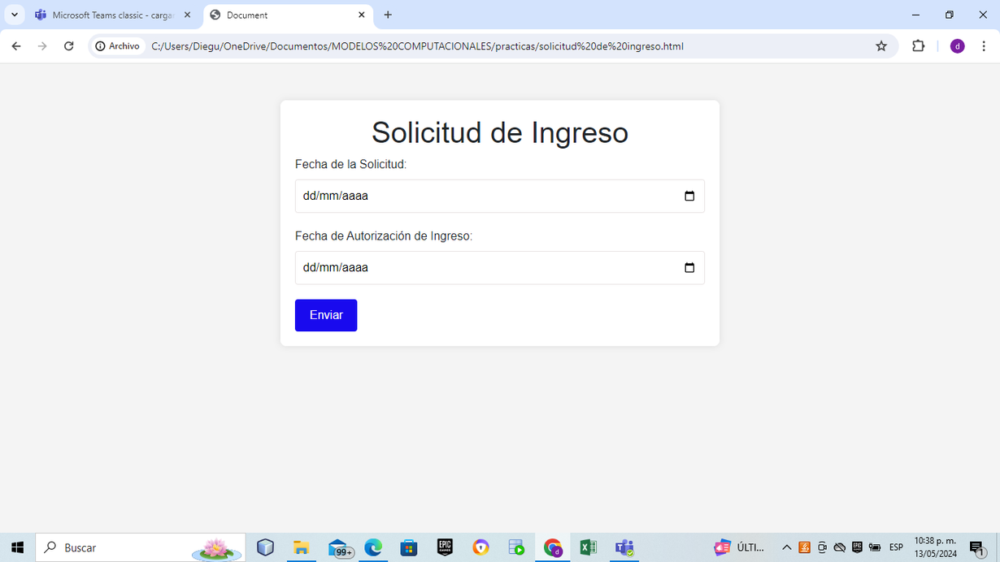 Microsoft Teams classic - carga
Document
Archivo
C:/Users/Diegu/OneDrive/Documentos/MODELOS%20COMPUTACIONALES/practicas/solicitud%20de%20ingreso.html
d
Solicitud de Ingreso
Fecha de la Solicitud:
dd/mm/aaaa
Fecha de Autorización de Ingreso:
dd/mm/aaaa
Enviar
Buscar
99+
EPIC GAMES
d
ÚLTI...
ESP
10:38 p. m.
13/05/2024
1